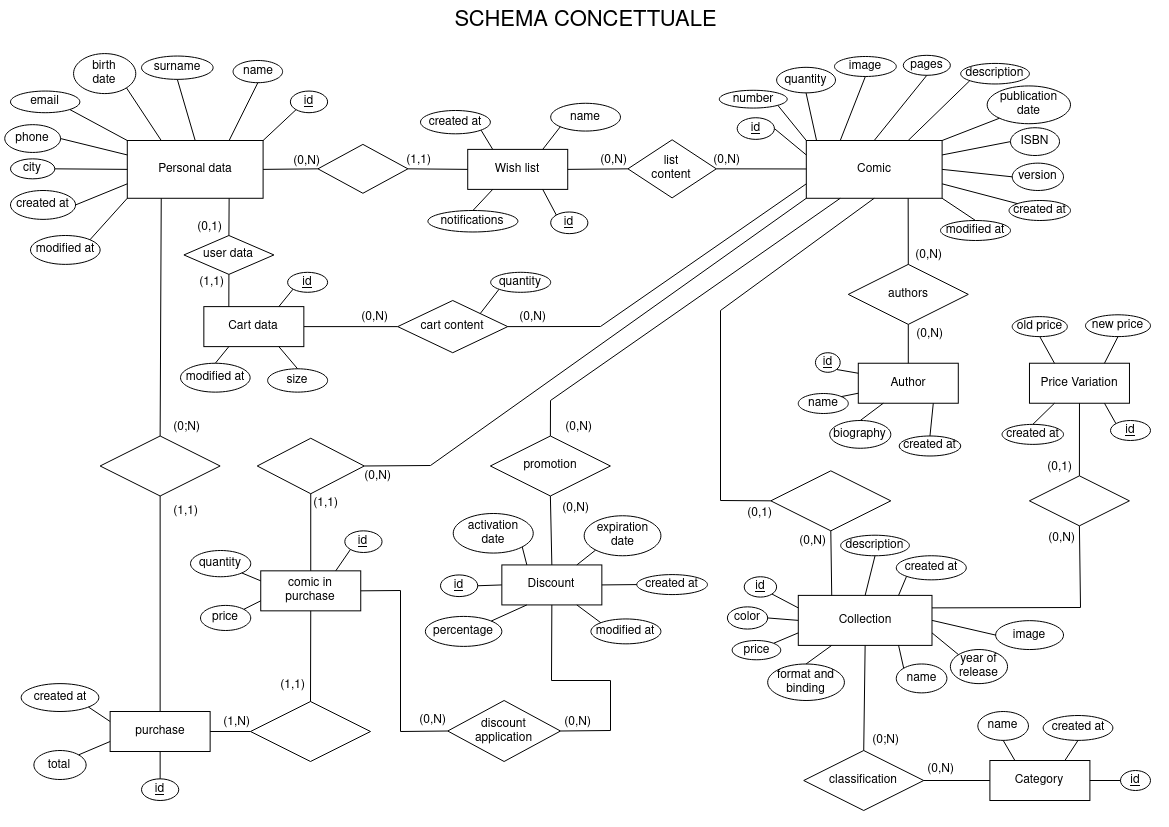 SCHEMA CONCETTUALE
birth
date
surname
name
email
id
phone
city
created at
modified at
Personal data
(0,N)
(1,1)
created at
name
Wish list
notifications
id
(0,N)
list
content
(0,N)
number
quantity
image
pages
description
publication
date
id
ISBN
version
created at
modified at
Comic
(0,1)
user data
(1,1)
id
Cart data
modified at
size
(0,N)
quantity
cart content
(0,N)
(0,N)
authors
(0,N)
id
name
Author
biography
created at
old price
new price
Price Variation
created at
id
(0;N)
(1,1)
(0,N)
(1,1)
(0,N)
promotion
(0,N)
(0,1)
(0,N)
(0,1)
(0,N)
quantity
id
comic in
purchase
price
activation
date
expiration
date
id
Discount
created at
percentage
modified at
description
created at
id
color
Collection
price
image
format and
binding
name
year of
release
created at
purchase
total
id
(1,N)
(1,1)
(0,N)
discount
application
(0,N)
(0;N)
classification
(0,N)
name
created at
Category
id